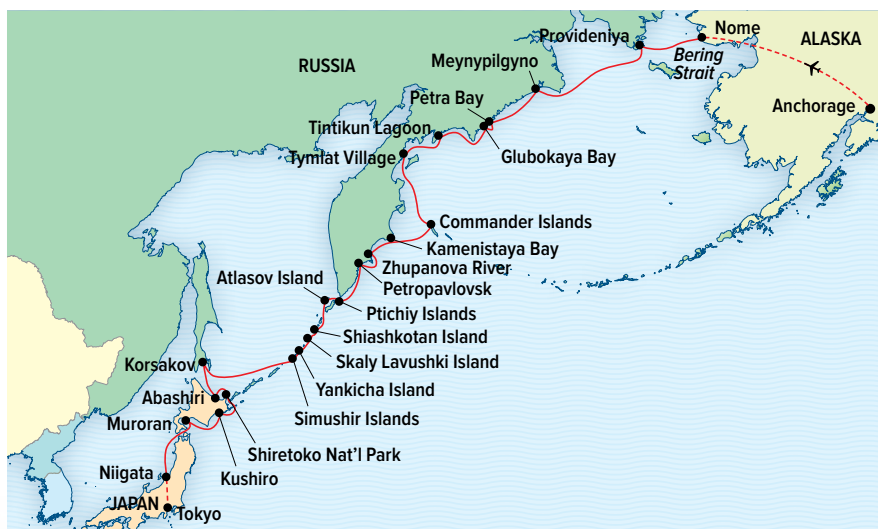 Nome
ALASKA
Provideniya
Bering
Strait
RUSSIA
Meynypilgyno
Petra Bay
Anchorage
Tintikun Lagoon
Tymlat Village
Glubokaya Bay
Commander Islands
Kamenistaya Bay
Zhupanova River
Petropavlovsk
Atlasov Island
Ptichiy Islands
Shiashkotan Island
Skaly Lavushki Island
Korsakov
Yankicha Island
Abashiri
Simushir Islands
Muroran
Shiretoko Nat'l Park
Niigata
Kushiro
JAPAN
Tokyo